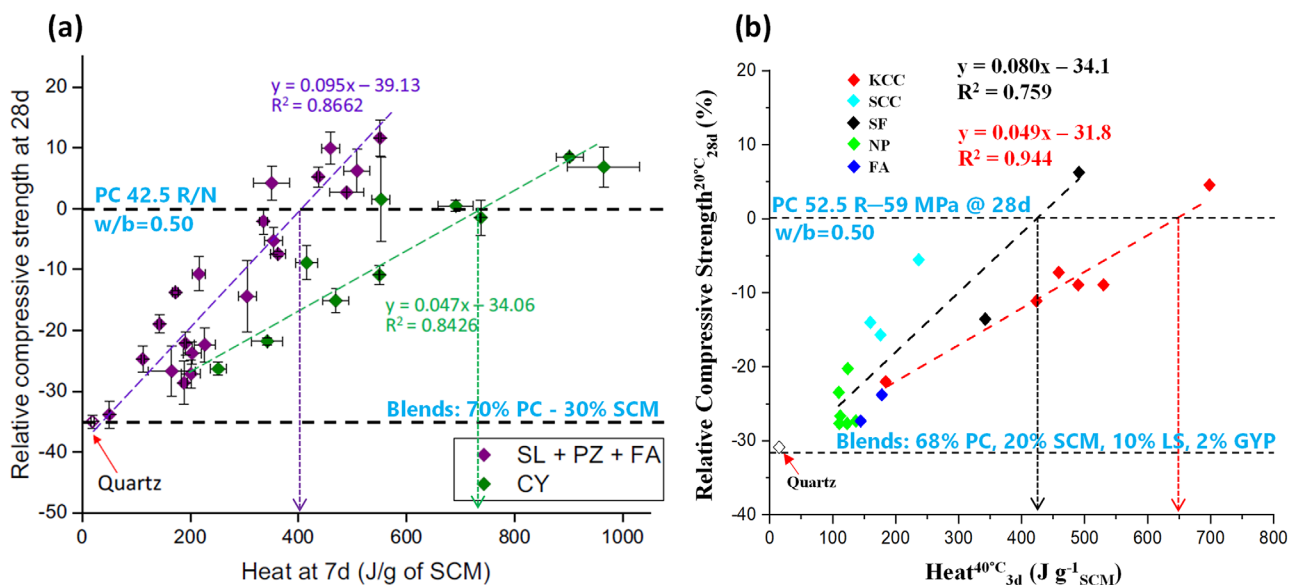 (a)
20
10
0
-10
-20
-30
-40
-50
Relative compressive strength at 28d
y = 0.095x – 39.13
R² = 0.8662
PC 42.5 R/N
w/b=0.50
y = 0.047x – 34.06
R² = 0.8426
Blends: 70% PC - 30% SCM
Quartz
SL + PZ + FA
CY
0 200 400 600 800 1000
Heat at 7d (J/g of SCM)
(b)
20
10
0
-10
-20
-30
-40
Relative Compressive Strength²⁰°ᶜ₂₈d (%)
KCC
SCC
SF
NP
FA
y = 0.080x – 34.1
R² = 0.759
y = 0.049x – 31.8
R² = 0.944
PC 52.5 R—59 MPa @ 28d
w/b=0.50
Blends: 68% PC, 20% SCM, 10% LS, 2% GYP
Quartz
0 100 200 300 400 500 600 700 800
Heat⁴⁰°ᶜ₃d (J g⁻¹SCM)